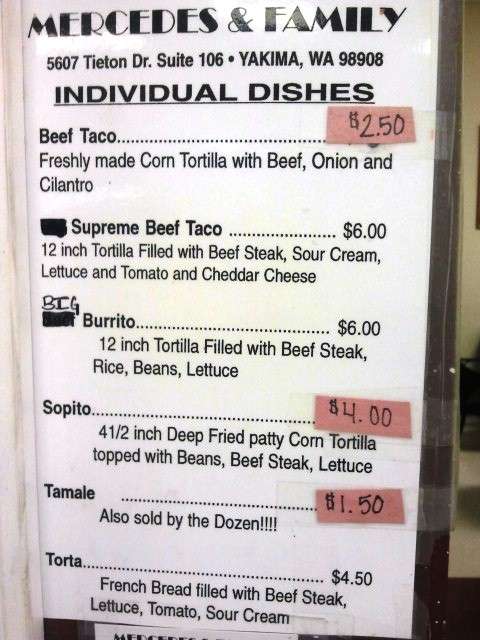 MERCEDES & FAMILY
5607 Tieton Dr. Suite 106 • YAKIMA, WA 98908
INDIVIDUAL DISHES
Beef Taco.................................... $2.50
Freshly made Corn Tortilla with Beef, Onion and
Cilantro
Supreme Beef Taco .................... $6.00
12 inch Tortilla Filled with Beef Steak, Sour Cream,
Lettuce and Tomato and Cheddar Cheese
BIG
Burrito..................................... $6.00
12 inch Tortilla Filled with Beef Steak,
Rice, Beans, Lettuce
Sopito.......................................... $4.00
41/2 inch Deep Fried patty Corn Tortilla
topped with Beans, Beef Steak, Lettuce
Tamale ..................................... $1.50
Also sold by the Dozen!!!!
Torta............................................. $4.50
French Bread filled with Beef Steak,
Lettuce, Tomato, Sour Cream
MERCEDES &